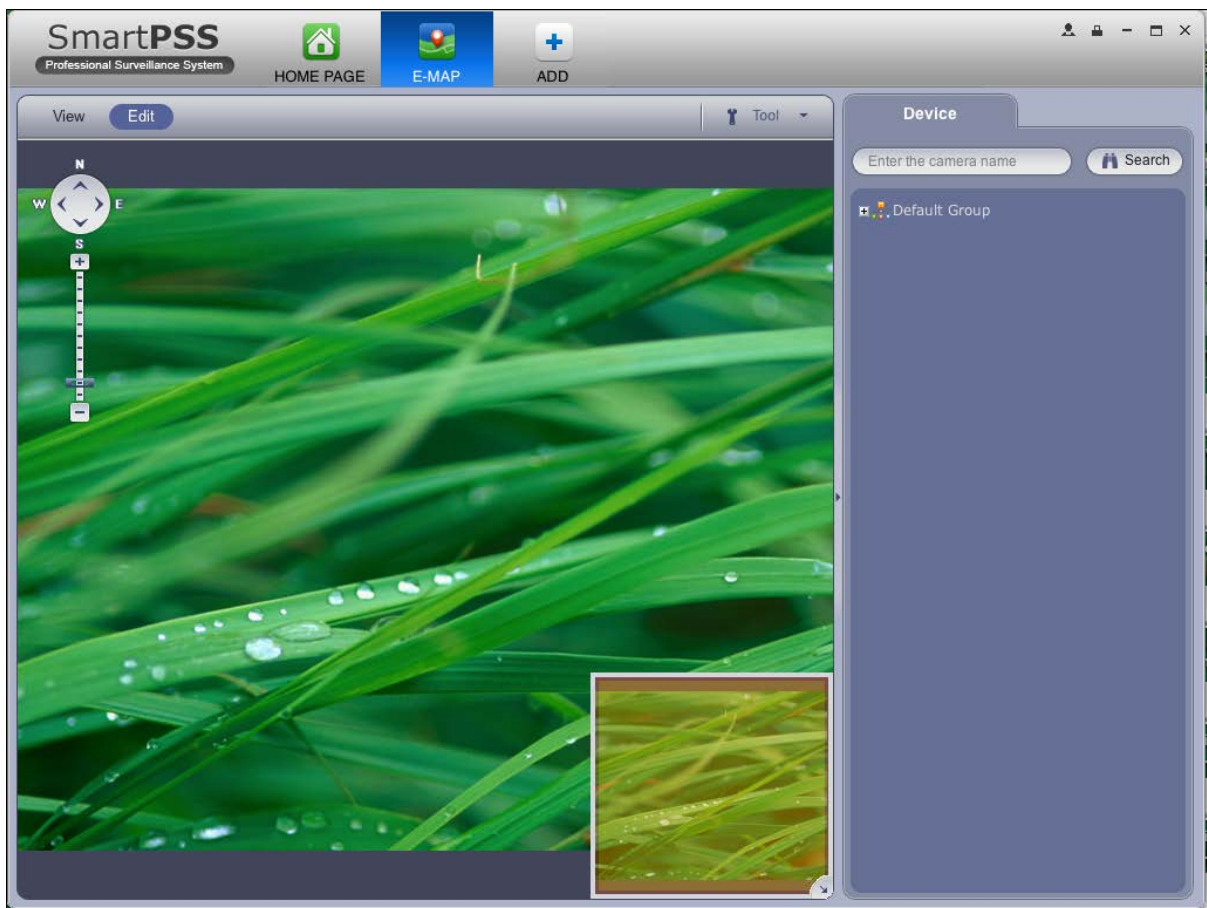 SmartPSS
Professional Surveillance System
HOME PAGE
E-MAP
ADD
View
Edit
Tool
Device
Enter the camera name
Search
N
W
E
S
Default Group